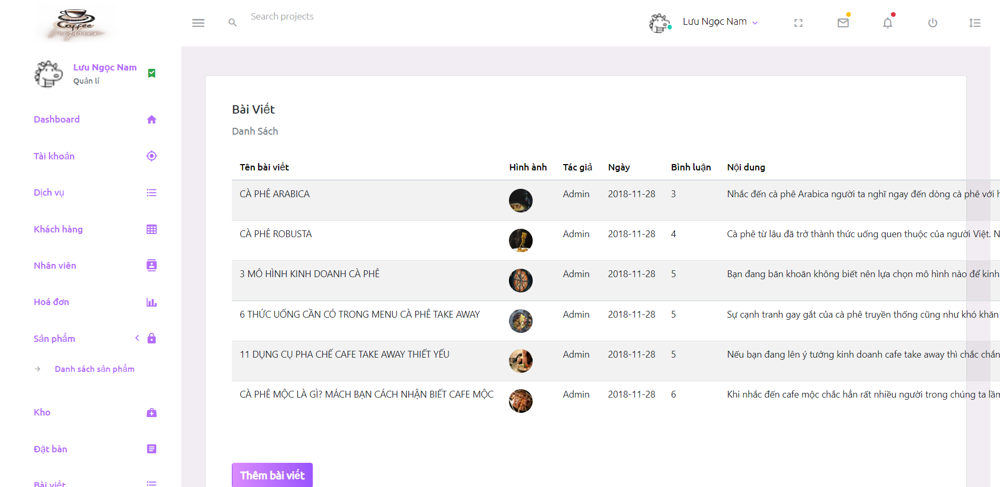 Coffee
Nghien
Search projects
Lưu Ngọc Nam
Lưu Ngọc Nam
Quản lí
Dashboard
Tài khoản
Dịch vụ
Khách hàng
Nhân viên
Hoá đơn
Sản phẩm
Danh sách sản phẩm
Kho
Đặt bàn
Bài viết
Bài Viết
Danh Sách
Tên bài viết Hình ảnh Tác giả Ngày Bình luận Nội dung
CÀ PHÊ ARABICA Admin 2018-11-28 3 Nhắc đến cà phê Arabica người ta nghĩ ngay đến dòng cà phê với
CÀ PHÊ ROBUSTA Admin 2018-11-28 4 Cà phê từ lâu đã trở thành thức uống quen thuộc của người Việt. N
3 MÔ HÌNH KINH DOANH CÀ PHÊ Admin 2018-11-28 5 Bạn đang băn khoăn không biết nên lựa chọn mô hình nào để kinh
6 THỨC UỐNG CẦN CÓ TRONG MENU CÀ PHÊ TAKE AWAY Admin 2018-11-28 5 Sự cạnh tranh gay gắt của cà phê truyền thống cũng như khó khăn
11 DỤNG CỤ PHA CHẾ CAFE TAKE AWAY THIẾT YẾU Admin 2018-11-28 5 Nếu bạn đang lên ý tưởng kinh doanh cafe take away thì chắc chắn
CÀ PHÊ MỘC LÀ GÌ? MÁCH BẠN CÁCH NHẬN BIẾT CAFE MỘC Admin 2018-11-28 6 Khi nhắc đến cafe mộc chắc hẳn rất nhiều người trong chúng ta lầm
Thêm bài viết